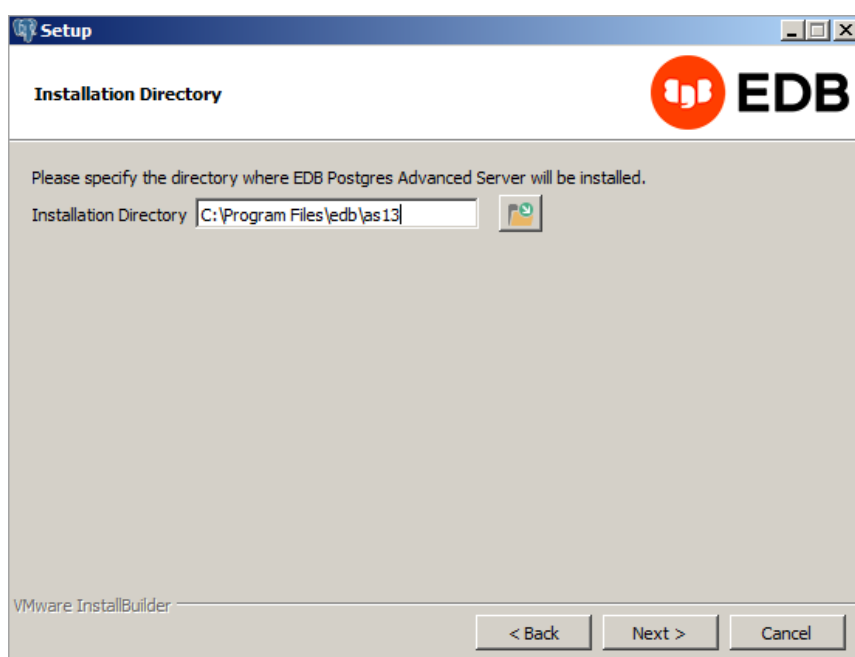 Setup
Installation Directory
EDB
Please specify the directory where EDB Postgres Advanced Server will be installed.
Installation Directory C:\Program Files\edb\as13
VMware InstallBuilder
< Back Next > Cancel